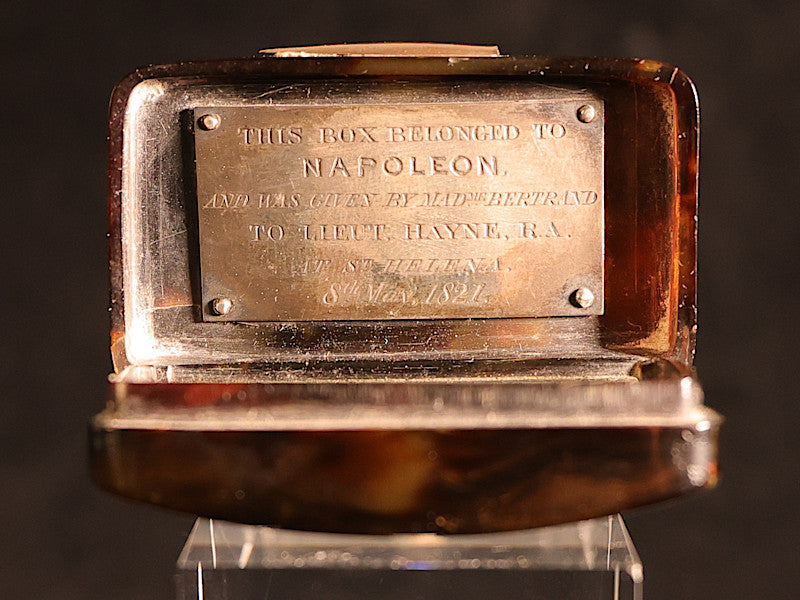 THIS BOX BELONGED TO
NAPOLEON.
AND WAS GIVEN BY MADME BERTRAND
TO LIEUT. HAYNE, R.A.
AT ST HELENA.
8th May, 1821.